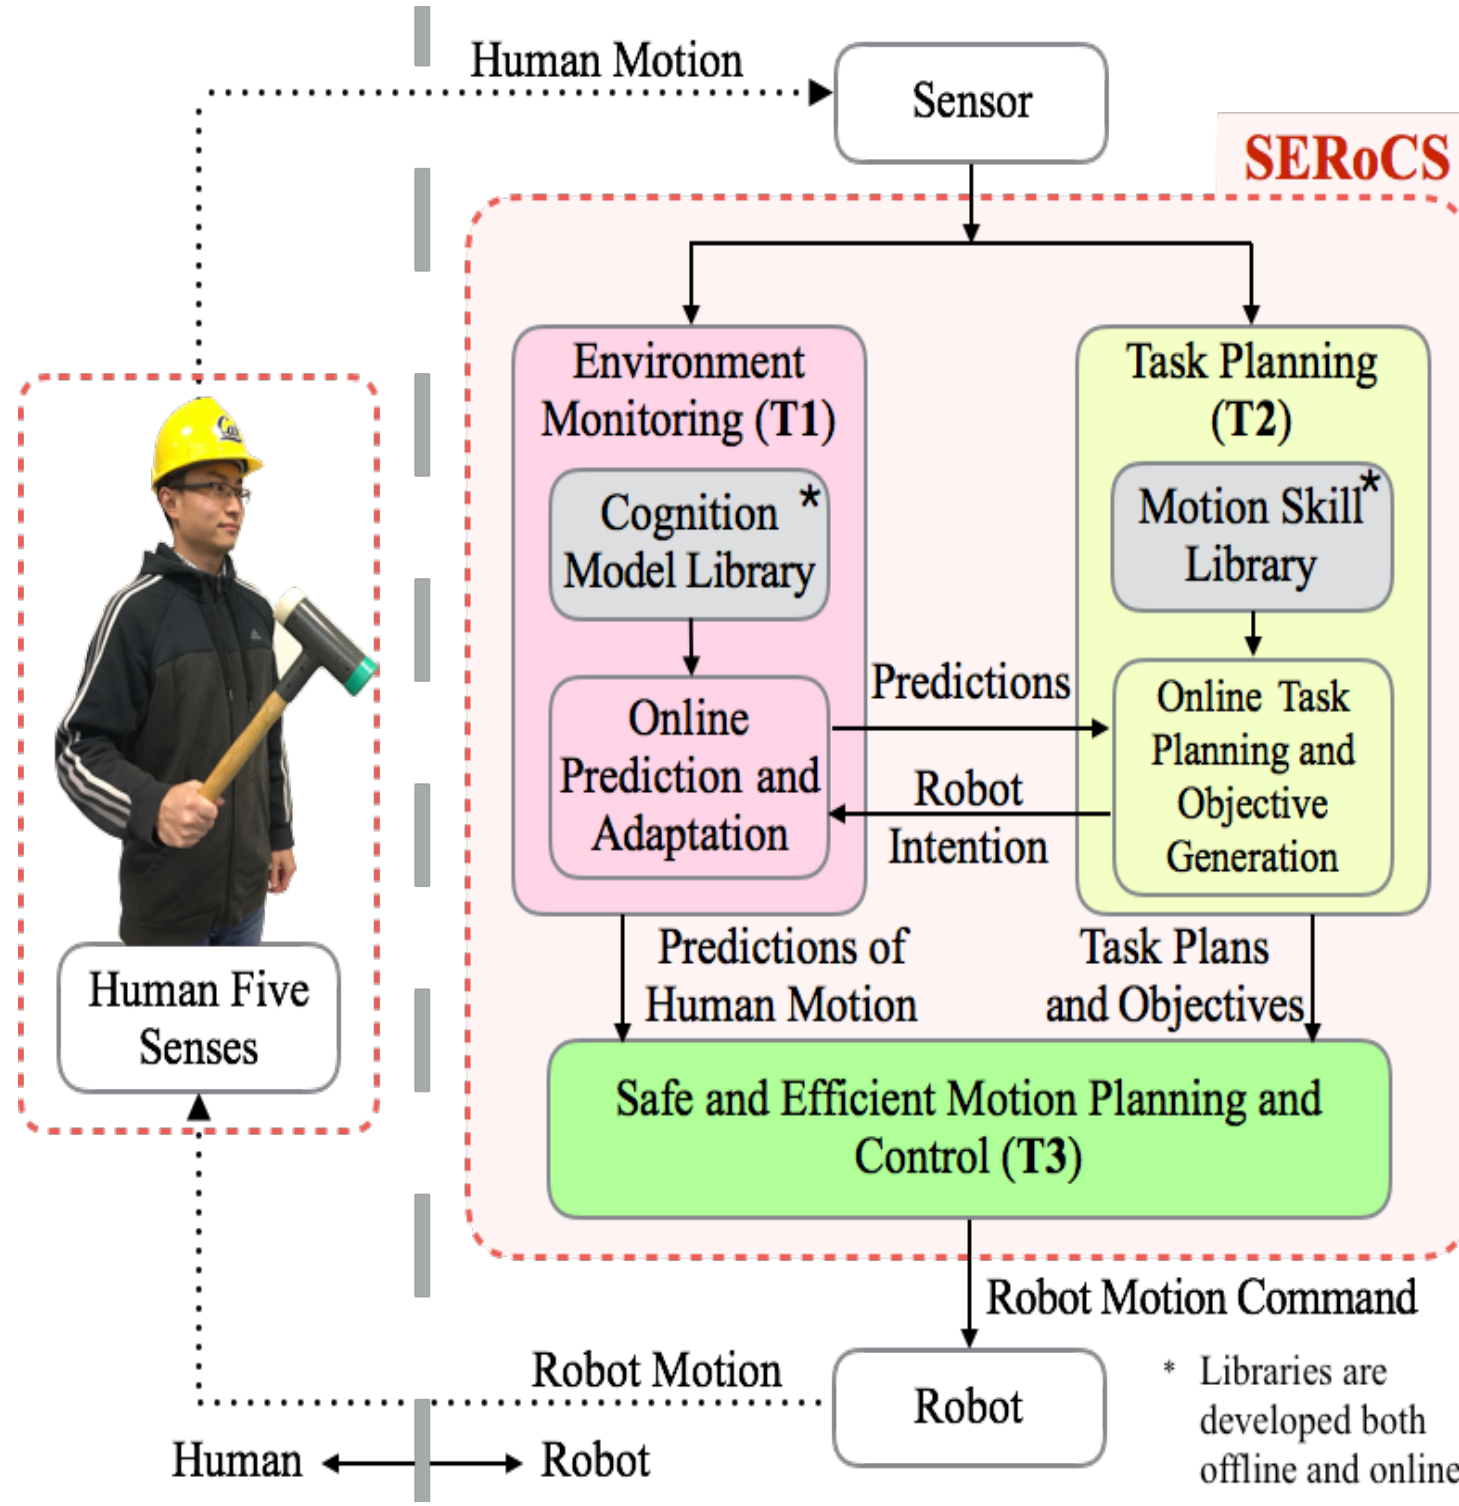 Human Motion
Sensor
SERoCS
Environment
Monitoring (T1)
Cognition *
Model Library
Online
Prediction and
Adaptation
Predictions
Robot
Intention
Task Planning
(T2)
Motion Skill*
Library
Online Task
Planning and
Objective
Generation
Predictions of
Human Motion
Task Plans
and Objectives
Safe and Efficient Motion Planning and
Control (T3)
Robot Motion Command
Robot
Robot Motion
Human Five
Senses
Cal
adidas
Human
Robot
* Libraries are
developed both
offline and online